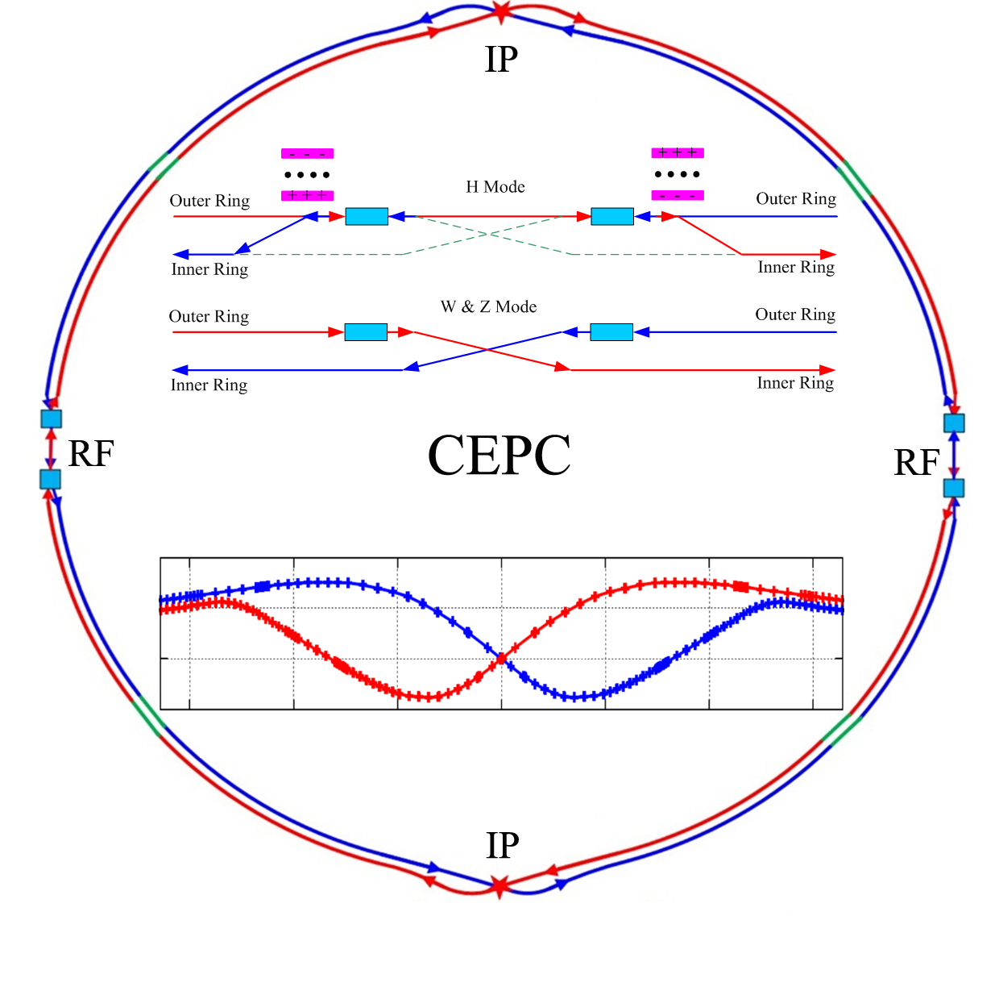 IP
- - -
+ + +
+ + +
- - -
H Mode
Outer Ring
Outer Ring
Inner Ring
Inner Ring
W & Z Mode
Outer Ring
Outer Ring
Inner Ring
Inner Ring
RF
CEPC
RF
IP